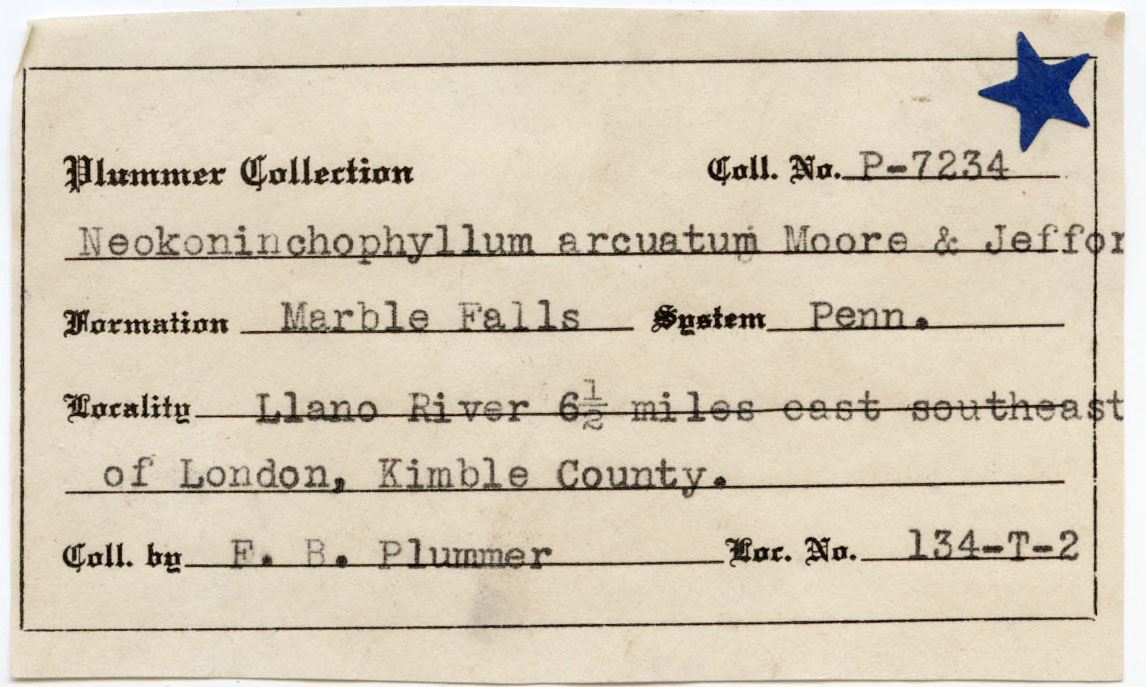 Plummer Collection Coll. No. P-7234
Neokoninchophyllum arcuatum Moore & Jeffor
Formation Marble Falls System Penn.
Locality Llano River 6½ miles east southeast
of London, Kimble County.
Coll. by F. B. Plummer Loc. No. 134-T-2